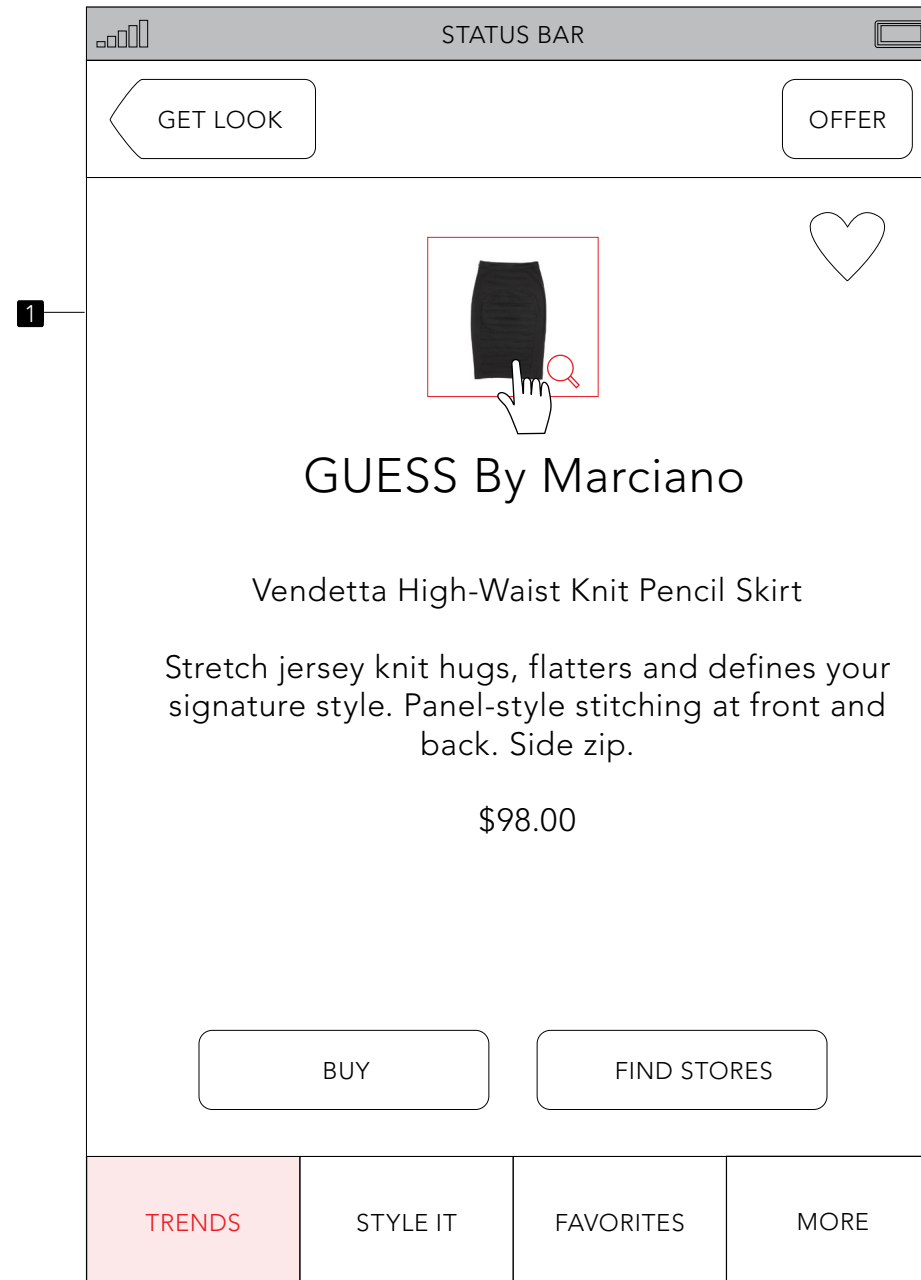 STATUS BAR
GET LOOK
OFFER
1
GUESS By Marciano
Vendetta High-Waist Knit Pencil Skirt
Stretch jersey knit hugs, flatters and defines your
signature style. Panel-style stitching at front and
back. Side zip.
$98.00
BUY
FIND STORES
TRENDS
STYLE IT
FAVORITES
MORE